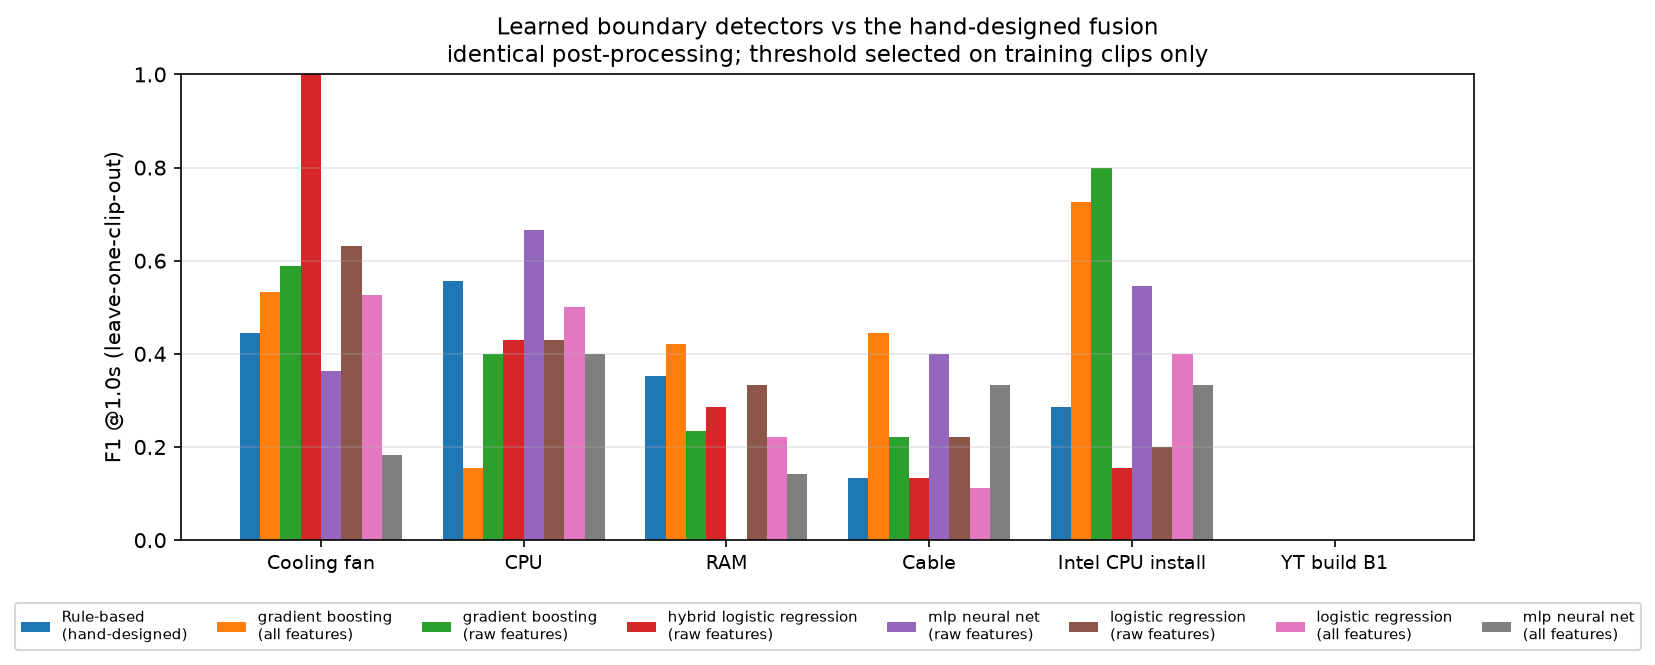 Learned boundary detectors vs the hand-designed fusion
identical post-processing; threshold selected on training clips only
F1 @1.0s (leave-one-clip-out)
1.0
0.8
0.6
0.4
0.2
0.0
Cooling fan
CPU
RAM
Cable
Intel CPU install
YT build B1
Rule-based
(hand-designed)
gradient boosting
(all features)
gradient boosting
(raw features)
hybrid logistic regression
(raw features)
mlp neural net
(raw features)
logistic regression
(raw features)
logistic regression
(all features)
mlp neural net
(all features)